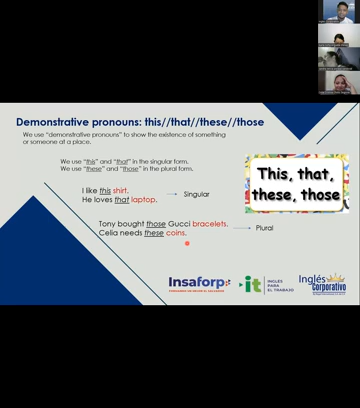 Demonstrative pronouns: this//that//these//those
We use "demonstrative pronouns" to show the existence of something
or someone at a place.
We use "this" and "that" in the singular form.
We use "these" and "those" in the plural form.
This, that,
these, those
I like this shirt.
He loves that laptop.
Singular
Tony bought those Gucci bracelets.
Celia needs these coins.
Plural
Insaforp
it
INGLÉS
PARA
EL TRABAJO
Inglés
Corporativo